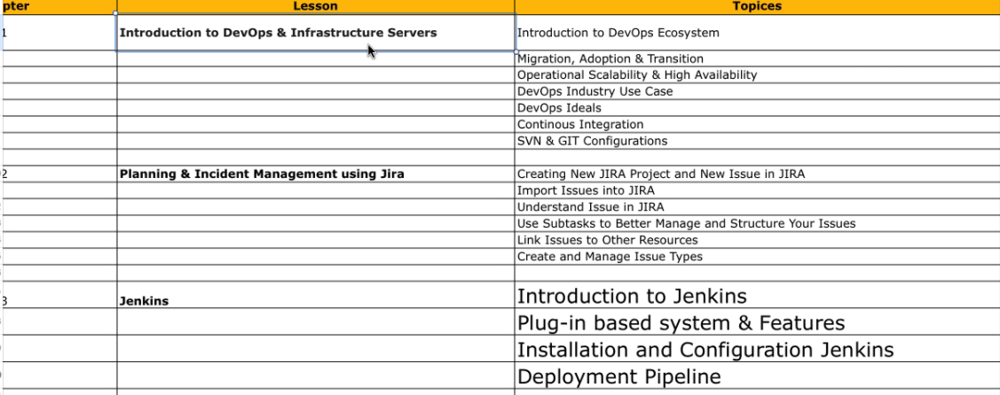 pter Lesson Topices
1 Introduction to DevOps & Infrastructure Servers Introduction to DevOps Ecosystem
Migration, Adoption & Transition
Operational Scalability & High Availability
DevOps Industry Use Case
DevOps Ideals
Continous Integration
SVN & GIT Configurations
2 Planning & Incident Management using Jira Creating New JIRA Project and New Issue in JIRA
Import Issues into JIRA
Understand Issue in JIRA
Use Subtasks to Better Manage and Structure Your Issues
Link Issues to Other Resources
Create and Manage Issue Types
3 Jenkins Introduction to Jenkins
Plug-in based system & Features
Installation and Configuration Jenkins
Deployment Pipeline